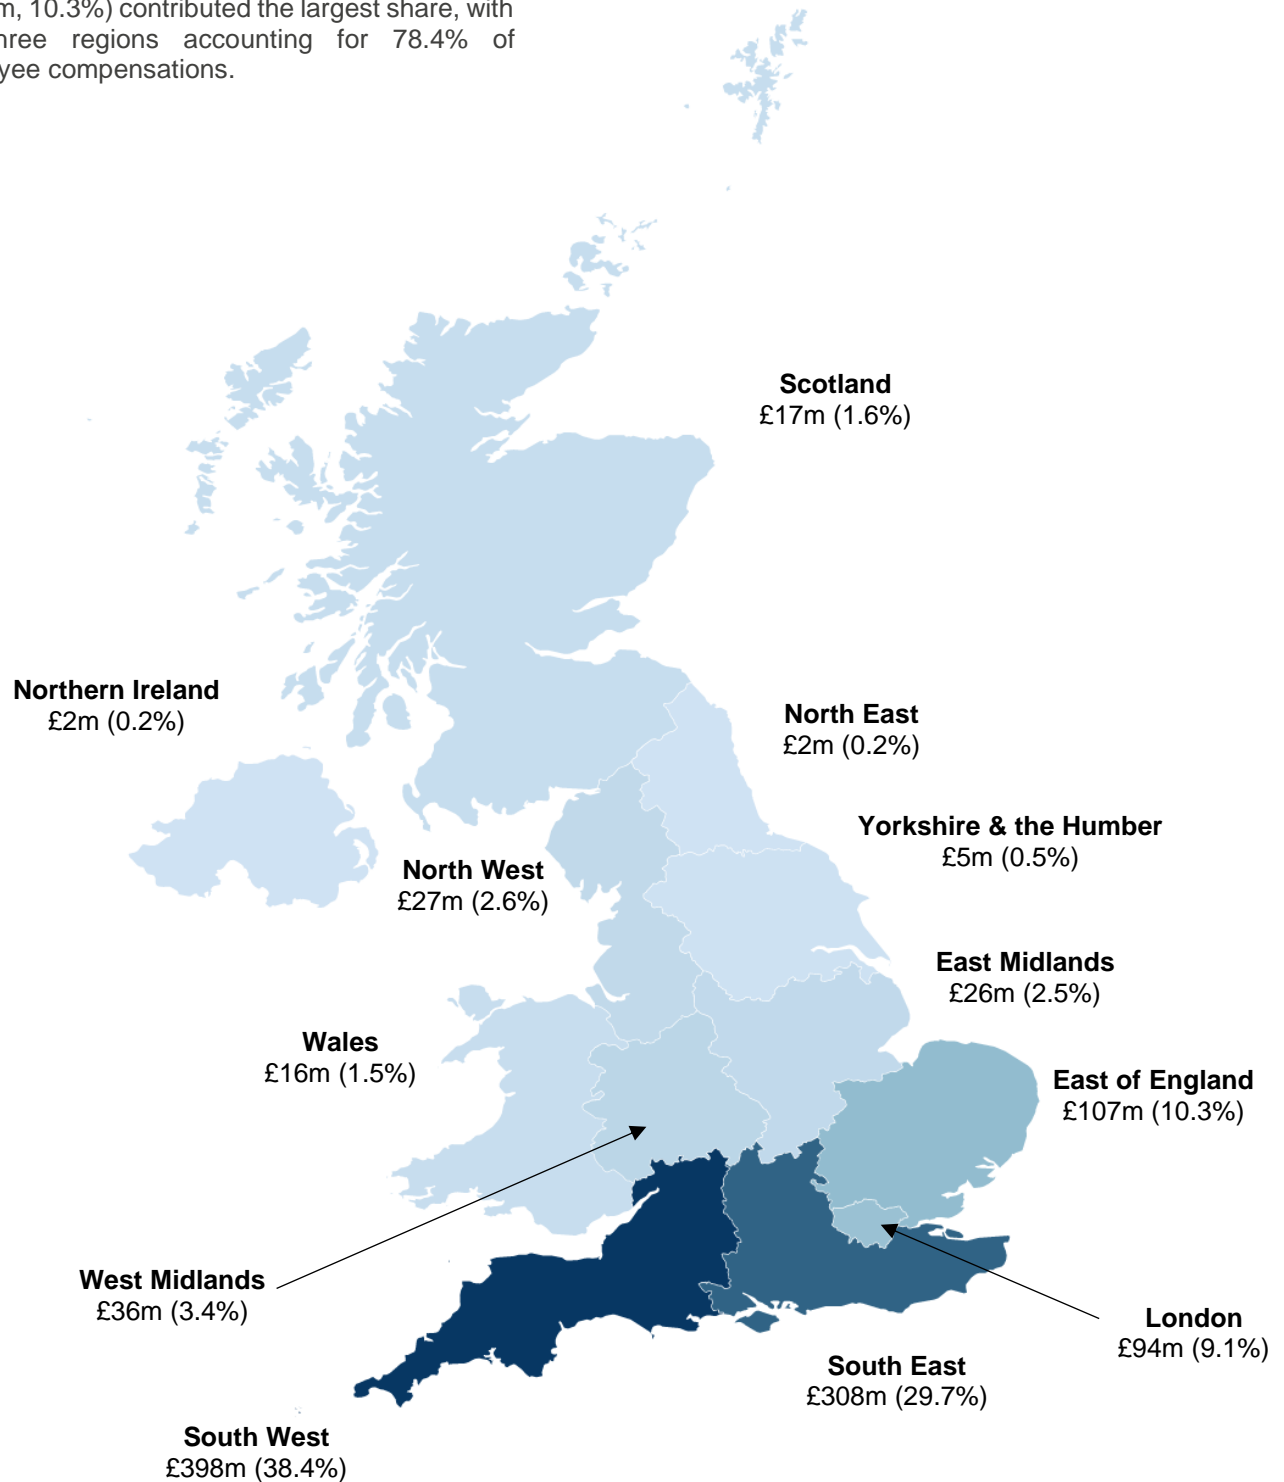 m, 10.3%) contributed the largest share, with
hree regions accounting for 78.4% of
yee compensations.
Scotland
£17m (1.6%)
Northern Ireland
£2m (0.2%)
North East
£2m (0.2%)
Yorkshire & the Humber
£5m (0.5%)
North West
£27m (2.6%)
East Midlands
£26m (2.5%)
Wales
£16m (1.5%)
East of England
£107m (10.3%)
West Midlands
£36m (3.4%)
London
£94m (9.1%)
South East
£308m (29.7%)
South West
£398m (38.4%)